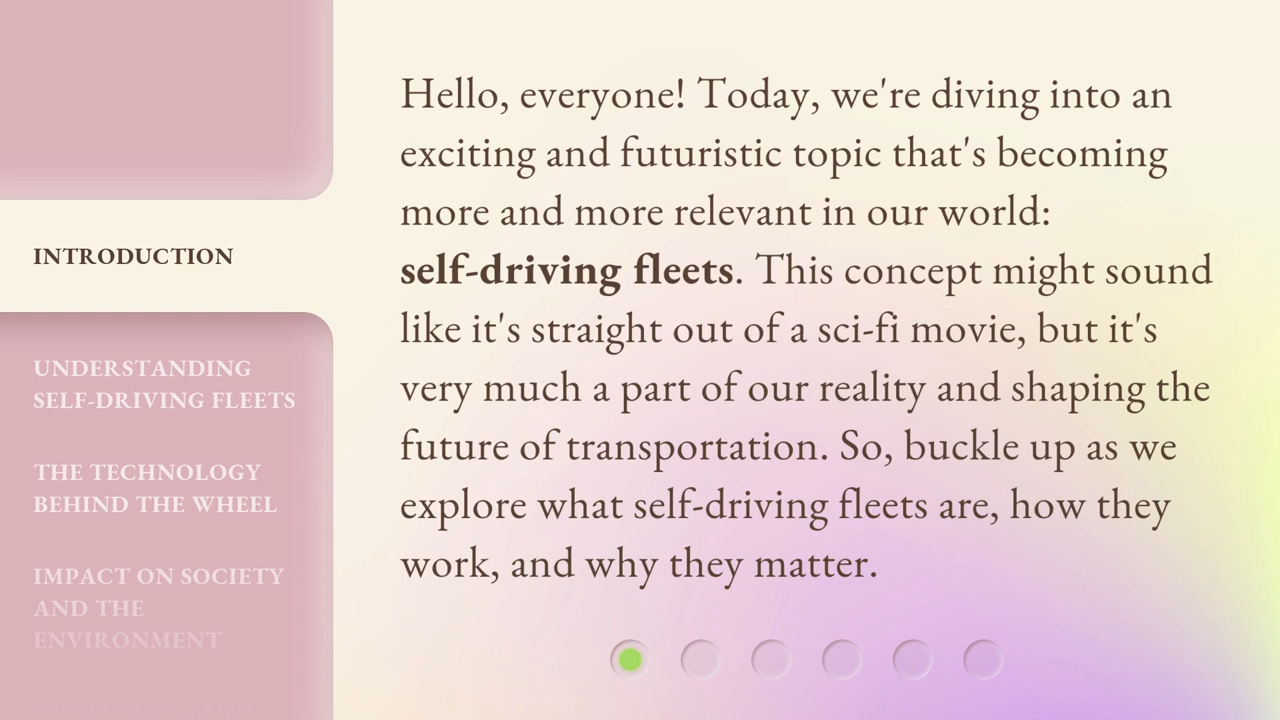 INTRODUCTION
UNDERSTANDING
SELF-DRIVING FLEETS
THE TECHNOLOGY
BEHIND THE WHEEL
IMPACT ON SOCIETY
AND THE
ENVIRONMENT
Hello, everyone! Today, we're diving into an
exciting and futuristic topic that's becoming
more and more relevant in our world:
self-driving fleets. This concept might sound
like it's straight out of a sci-fi movie, but it's
very much a part of our reality and shaping the
future of transportation. So, buckle up as we
explore what self-driving fleets are, how they
work, and why they matter.